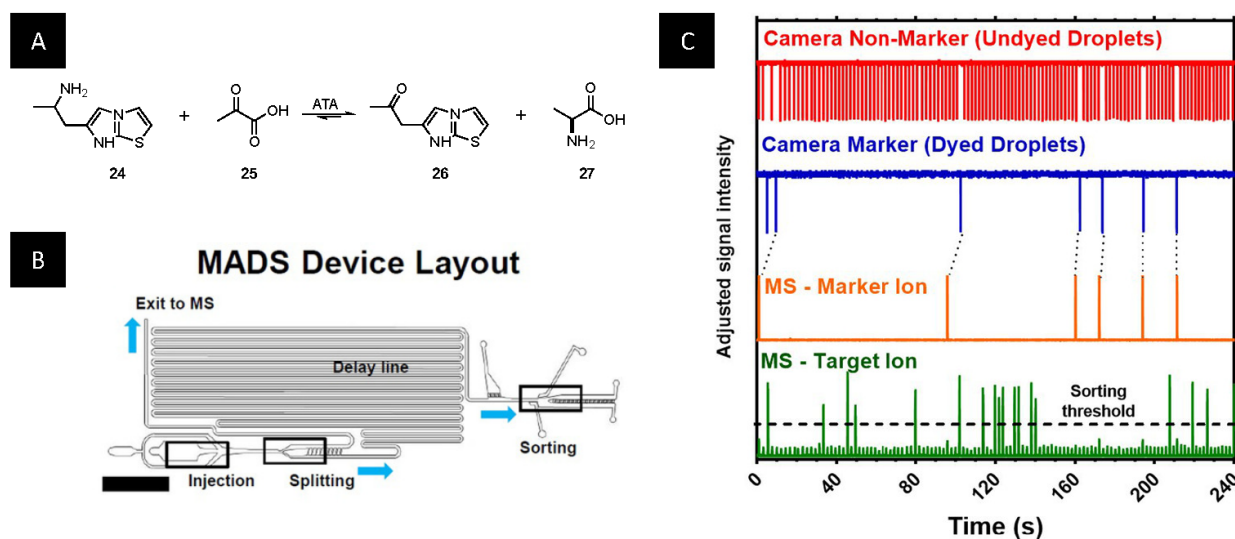 A
NH₂
N
NH
S
24
+
O
OH
O
25
ATA
O
N
NH
S
26
+
O
OH
NH₂
27
B
MADS Device Layout
Exit to MS
Delay line
Injection
Splitting
Sorting
C
Camera Non-Marker (Undyed Droplets)
Camera Marker (Dyed Droplets)
MS - Marker Ion
MS - Target Ion
Sorting
threshold
Adjusted signal intensity
0
40
80
120
160
200
240
Time (s)